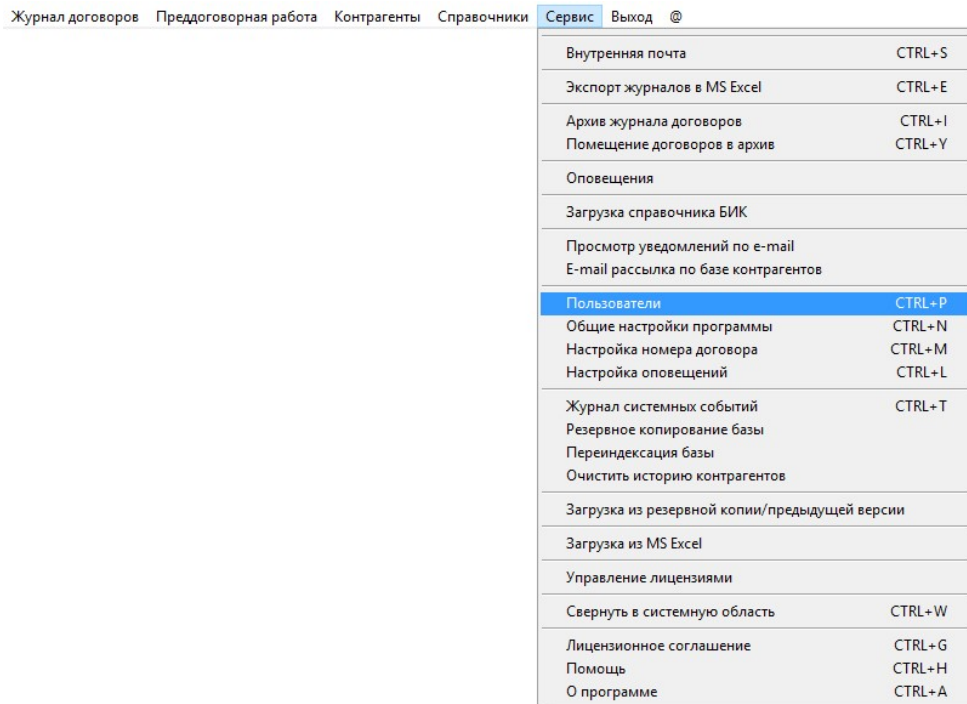 Журнал договоров Преддоговорная работа Контрагенты Справочники Сервис Выход @
Внутренняя почта CTRL+S
Экспорт журналов в MS Excel CTRL+E
Архив журнала договоров CTRL+I
Помещение договоров в архив CTRL+Y
Оповещения
Загрузка справочника БИК
Просмотр уведомлений по e-mail
E-mail рассылка по базе контрагентов
Пользователи CTRL+P
Общие настройки программы CTRL+N
Настройка номера договора CTRL+M
Настройка оповещений CTRL+L
Журнал системных событий CTRL+T
Резервное копирование базы
Переиндексация базы
Очистить историю контрагентов
Загрузка из резервной копии/предыдущей версии
Загрузка из MS Excel
Управление лицензиями
Свернуть в системную область CTRL+W
Лицензионное соглашение CTRL+G
Помощь CTRL+H
О программе CTRL+A